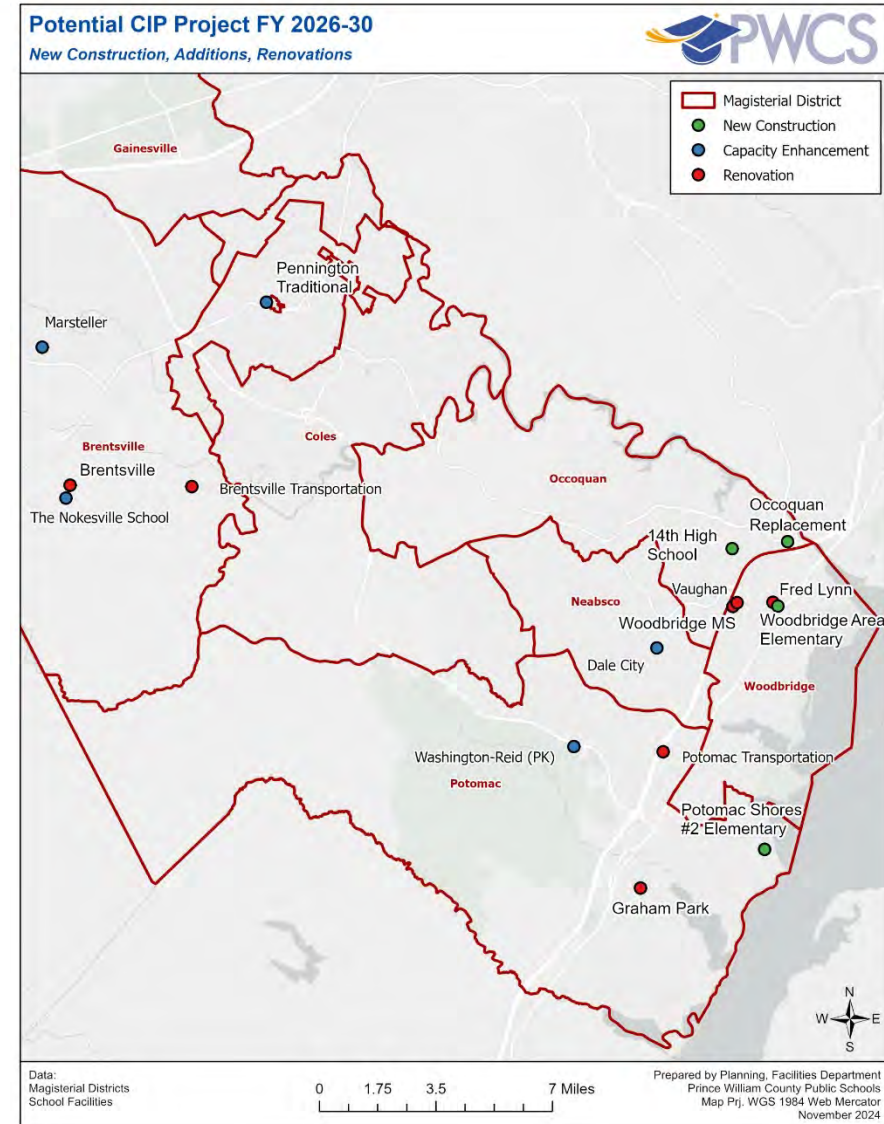 Potential CIP Project FY 2026-30
New Construction, Additions, Renovations
PWCS
Magisterial District
New Construction
Capacity Enhancement
Renovation
Gainesville
Pennington
Traditional
Marsteller
Brentsville
Coles
Brentsville
Brentsville Transportation
The Nokesville School
Occoquan
Occoquan
Replacement
14th High
School
Vaughan
Fred Lynn
Neabsco
Woodbridge MS
Woodbridge Area
Elementary
Dale City
Woodbridge
Washington-Reid (PK)
Potomac Transportation
Potomac
Potomac Shores
#2 Elementary
Graham Park
N
W E
S
Data:
Magisterial Districts
School Facilities
0 1.75 3.5 7 Miles
Prepared by Planning, Facilities Department
Prince William County Public Schools
Map Prj. WGS 1984 Web Mercator
November 2024